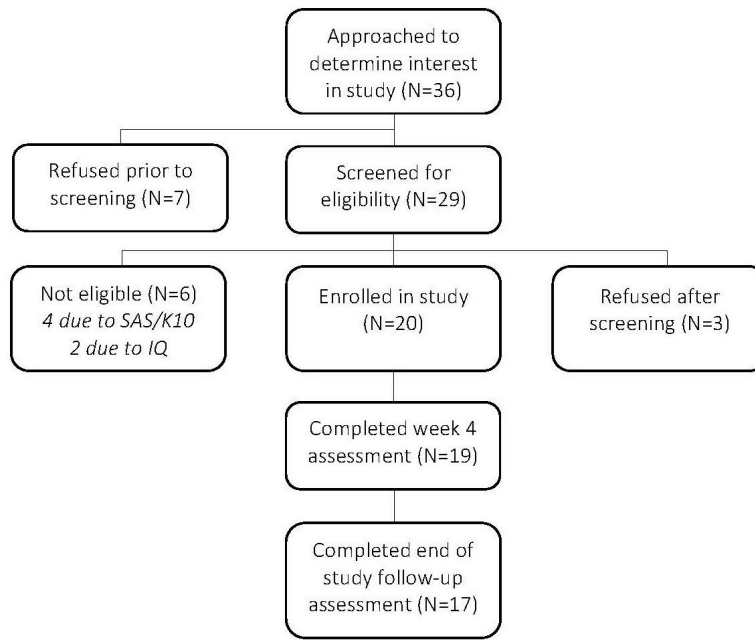 Approached to
determine interest
in study (N=36)
Refused prior to
screening (N=7)
Screened for
eligibility (N=29)
Not eligible (N=6)
4 due to SAS/K10
2 due to IQ
Enrolled in study
(N=20)
Refused after
screening (N=3)
Completed week 4
assessment (N=19)
Completed end of
study follow-up
assessment (N=17)